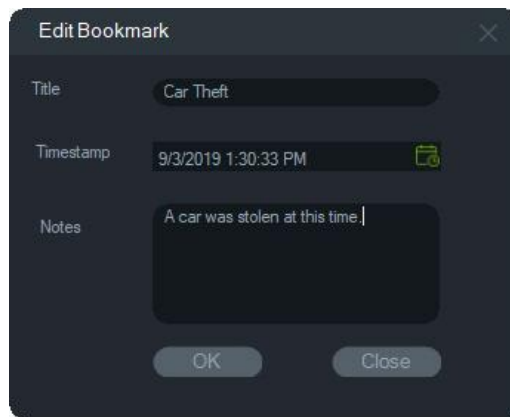 Edit Bookmark
Title
Car Theft
Timestamp
9/3/2019 1:30:33 PM
Notes
A car was stolen at this time.
OK
Close